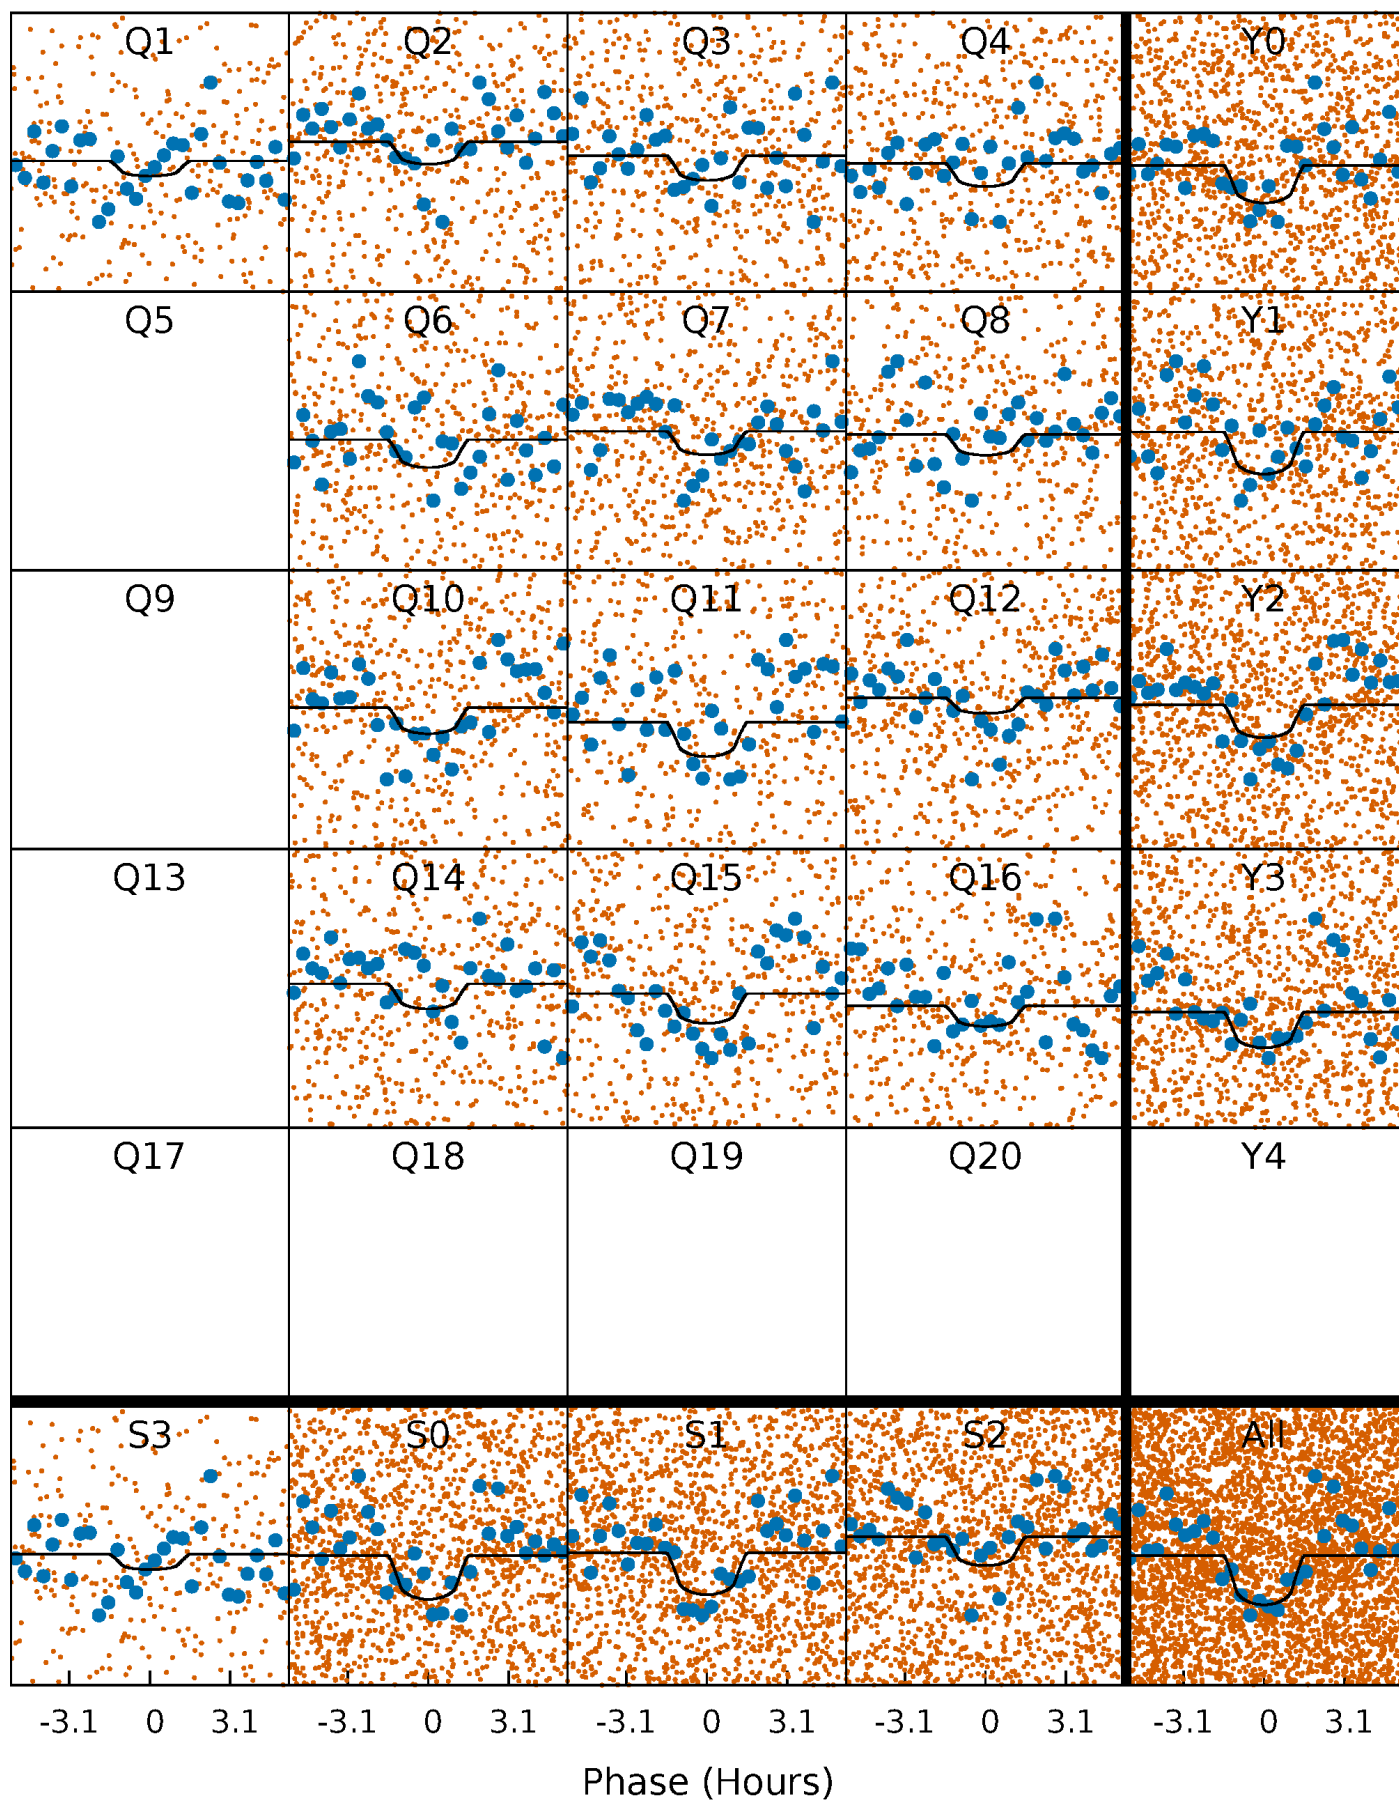 Q1 Q2 Q3 Q4 Y0
Q5 Q6 Q7 Q8 Y1
Q9 Q10 Q11 Q12 Y2
Q13 Q14 Q15 Q16 Y3
Q17 Q18 Q19 Q20 Y4
S3 S0 S1 S2 All
-3.1 0 3.1 -3.1 0 3.1 -3.1 0 3.1 -3.1 0 3.1 -3.1 0 3.1
Phase (Hours)